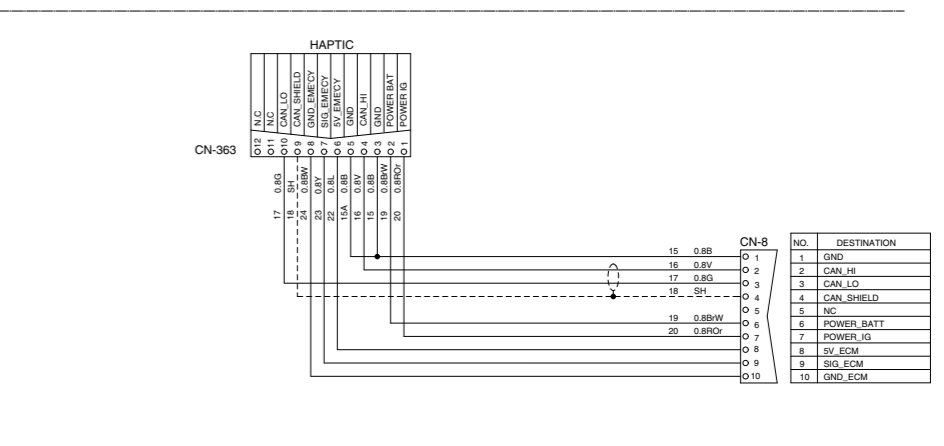 HAPTIC
N.C
N.C
CAN_LO
CAN_SHIELD
GND_EME'CY
SIG_EMECY
5V_EMECY
GND
CAN_HI
GND
POWER BAT
POWER IG
CN-363
12
11
10
9
8
7
6
5
4
3
2
1
17 0.8G
18 SH
24 0.8BW
23 0.8Y
22 0.8L
15A 0.8B
16 0.8V
15 0.8B
19 0.8BrW
20 0.8ROr
CN-8
15 0.8B 1
16 0.8V 2
17 0.8G 3
18 SH 4
5
19 0.8BrW 6
20 0.8ROr 7
8
9
10
NO. DESTINATION
1 GND
2 CAN_HI
3 CAN_LO
4 CAN_SHIELD
5 NC
6 POWER_BATT
7 POWER_IG
8 5V_ECM
9 SIG_ECM
10 GND_ECM